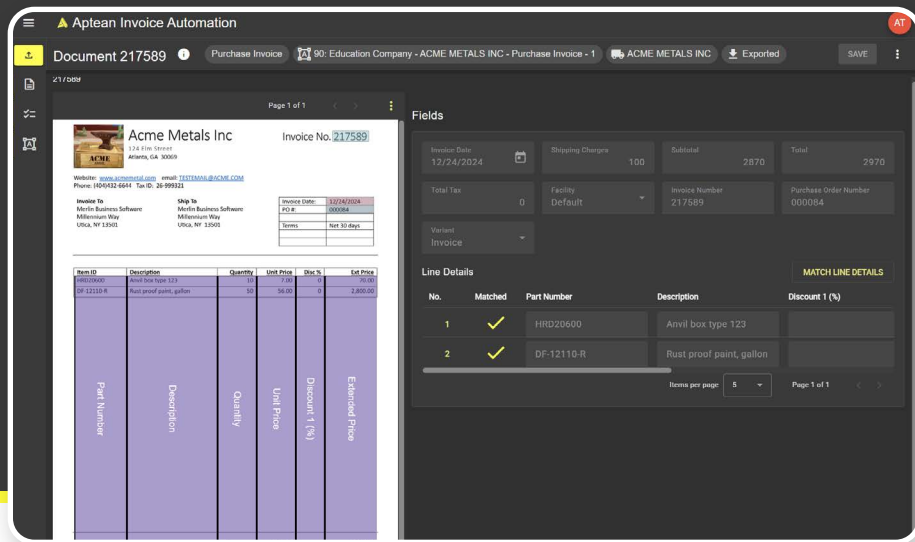 Aptean Invoice Automation
AT
Document 217589
Purchase Invoice
90: Education Company - ACME METALS INC - Purchase Invoice - 1
ACME METALS INC
Exported
SAVE
217589
Page 1 of 1
ACME
Acme Metals Inc
124 Elm Street
Atlanta, GA 30009
Invoice No. 217589
Website: www.acmemetal.com email: TESTEMAIL@ACME.COM
Phone: (404)432-6644 Tax ID: 26-999321
Invoice To
Merlin Business Software
Millennium Way
Utica, NY 13501
Ship To
Merlin Business Software
Millennium Way
Utica, NY 13501
Invoice Date: 12/24/2024
PO #: 000084
Terms Net 30 days
Item ID Description Quantity Unit Price Disc % Ext Price
HRD20600 Anvil box type 123 10 7.00 0 70.00
DF-12110-R Rust proof paint, gallon 50 56.00 0 2,800.00
Part Number
Description
Quantity
Unit Price
Discount 1 (%)
Extended Price
Fields
Invoice Date
12/24/2024
Shipping Charges
100
Subtotal
2870
Total
2970
Total Tax
0
Facility
Default
Invoice Number
217589
Purchase Order Number
000084
Variant
Invoice
Line Details
MATCH LINE DETAILS
No. Matched Part Number Description Discount 1 (%)
1 HRD20600 Anvil box type 123
2 DF-12110-R Rust proof paint, gallon
Items per page 5 Page 1 of 1